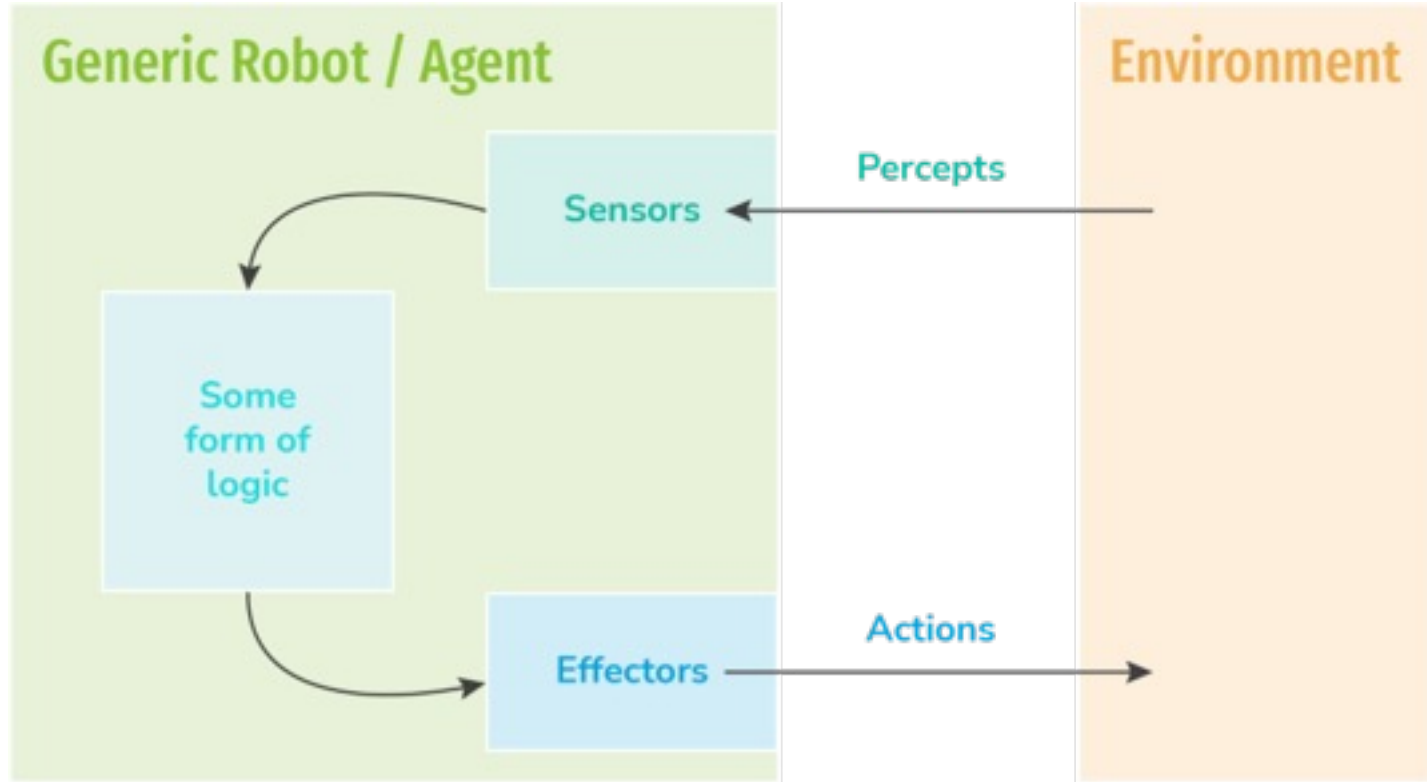 Generic Robot / Agent
Environment
Percepts
Sensors
Some
form of
logic
Actions
Effectors